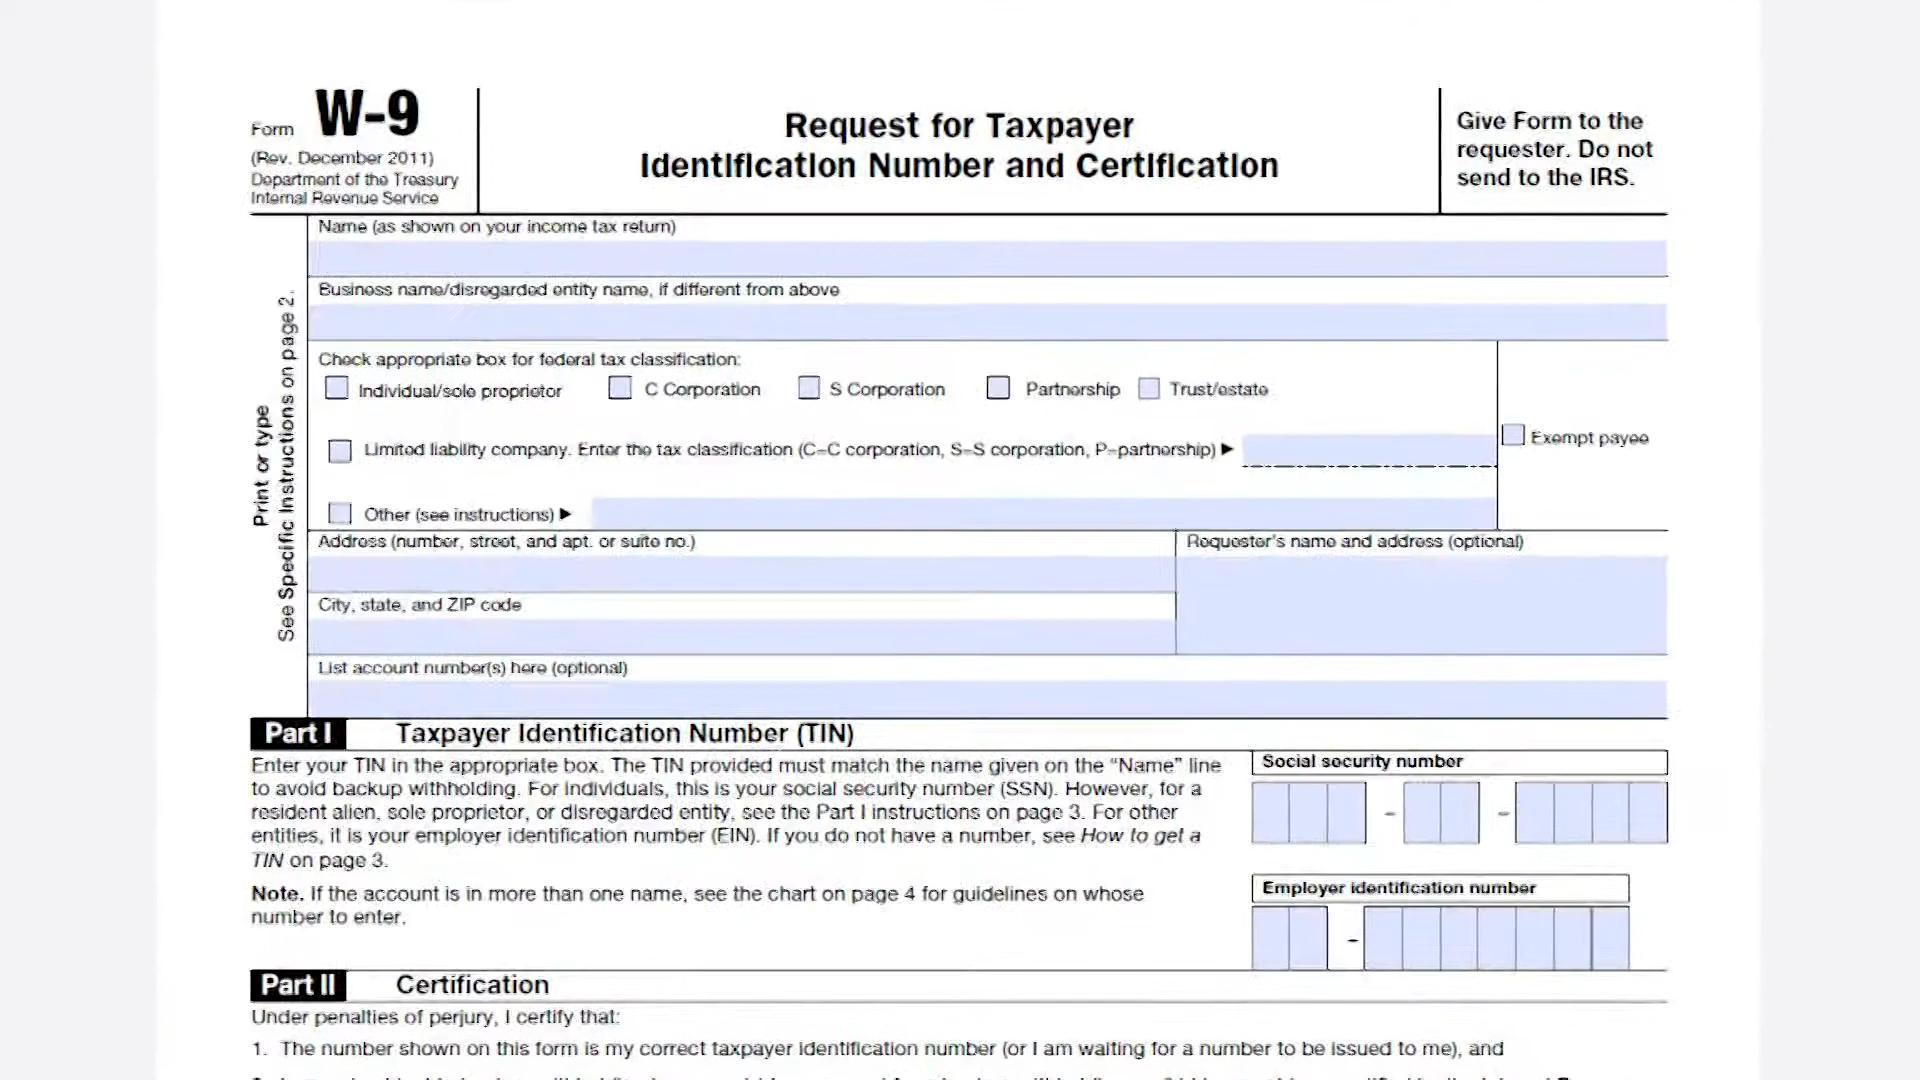 Form W-9
(Rev. December 2011)
Department of the Treasury
Internal Revenue Service
Request for Taxpayer
Identification Number and Certification
Give Form to the
requester. Do not
send to the IRS.
Print or type
See Specific Instructions on page 2.
Name (as shown on your income tax return)
Business name/disregarded entity name, if different from above
Check appropriate box for federal tax classification:
Individual/sole proprietor C Corporation S Corporation Partnership Trust/estate
Limited liability company. Enter the tax classification (C=C corporation, S=S corporation, P=partnership) ▶
Exempt payee
Other (see instructions) ▶
Address (number, street, and apt. or suite no.)
Requester's name and address (optional)
City, state, and ZIP code
List account number(s) here (optional)
Part I Taxpayer Identification Number (TIN)
Enter your TIN in the appropriate box. The TIN provided must match the name given on the “Name” line
to avoid backup withholding. For individuals, this is your social security number (SSN). However, for a
resident alien, sole proprietor, or disregarded entity, see the Part I instructions on page 3. For other
entities, it is your employer identification number (EIN). If you do not have a number, see How to get a
TIN on page 3.
Note. If the account is in more than one name, see the chart on page 4 for guidelines on whose
number to enter.
Social security number
– –
Employer identification number
–
Part II Certification
Under penalties of perjury, I certify that:
1. The number shown on this form is my correct taxpayer identification number (or I am waiting for a number to be issued to me), and